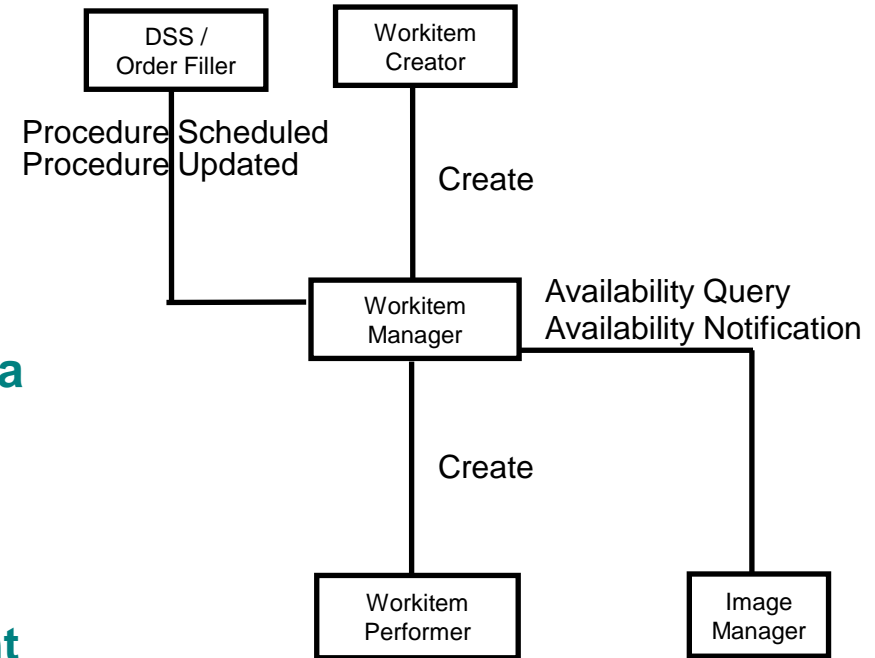 DSS /
Order Filler
Workitem
Creator
Procedure Scheduled
Procedure Updated
Create
Workitem
Manager
Availability Query
Availability Notification
a
Create
Workitem
Performer
Image
Manager
nt